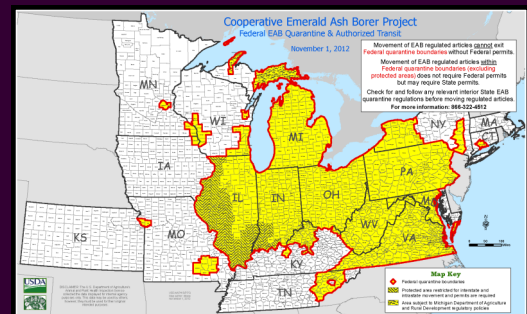 Cooperative Emerald Ash Borer Project
Federal EAB Quarantine & Authorized Transit
November 1, 2012
Movement of EAB regulated articles cannot exit
Federal quarantine boundaries without Federal permits.
Movement of EAB regulated articles within
Federal quarantine boundaries (excluding
protected areas) does not require Federal permits
but may require State permits.
Check for and follow any relevant interior State EAB
quarantine regulations before moving regulated articles.
For more information: 866-322-4512
MN
WI
MI
NY
MA
CT
IA
PA
IL
IN
OH
MD
WV
VA
KS
MO
KY
TN
USDA
Map Key
Federal quarantine boundaries
Protected area restricted for interstate and
intrastate movement and permits are required
Area subject to Michigan Department of Agriculture
and Rural Development regulatory policies